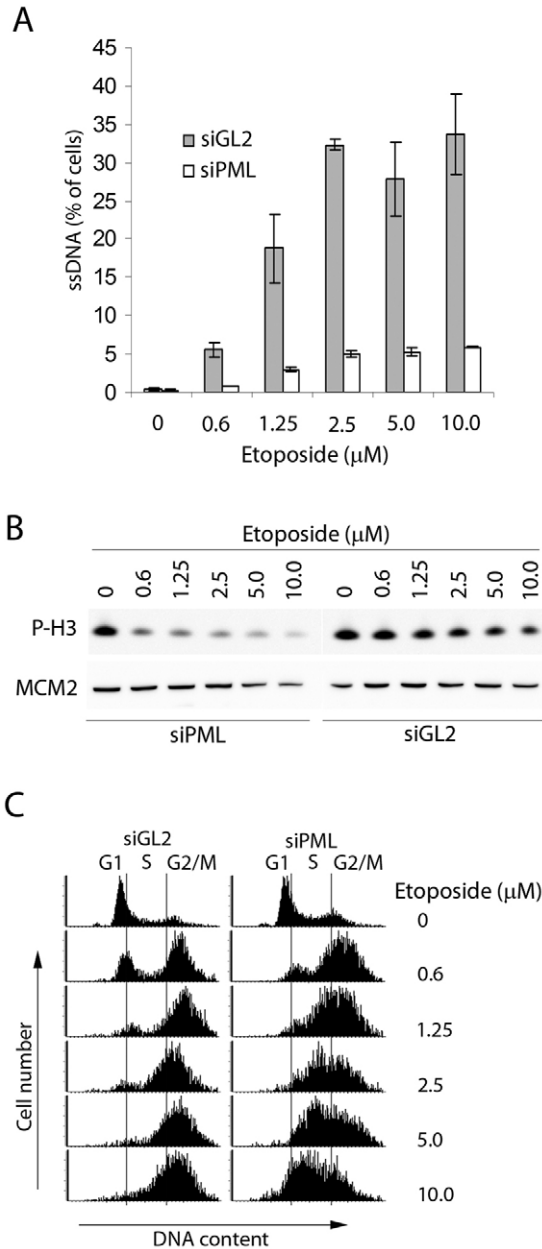 A
45
40
35
30
25
20
15
10
5
0
ssDNA (% of cells)
siGL2
siPML
0 0.6 1.25 2.5 5.0 10.0
Etoposide (μM)
B
Etoposide (μM)
0 0.6 1.25 2.5 5.0 10.0 0 0.6 1.25 2.5 5.0 10.0
P-H3
MCM2
siPML siGL2
C
siGL2 siPML
G1 S G2/M G1 S G2/M
Etoposide (μM)
0
0.6
1.25
2.5
5.0
10.0
Cell number
DNA content